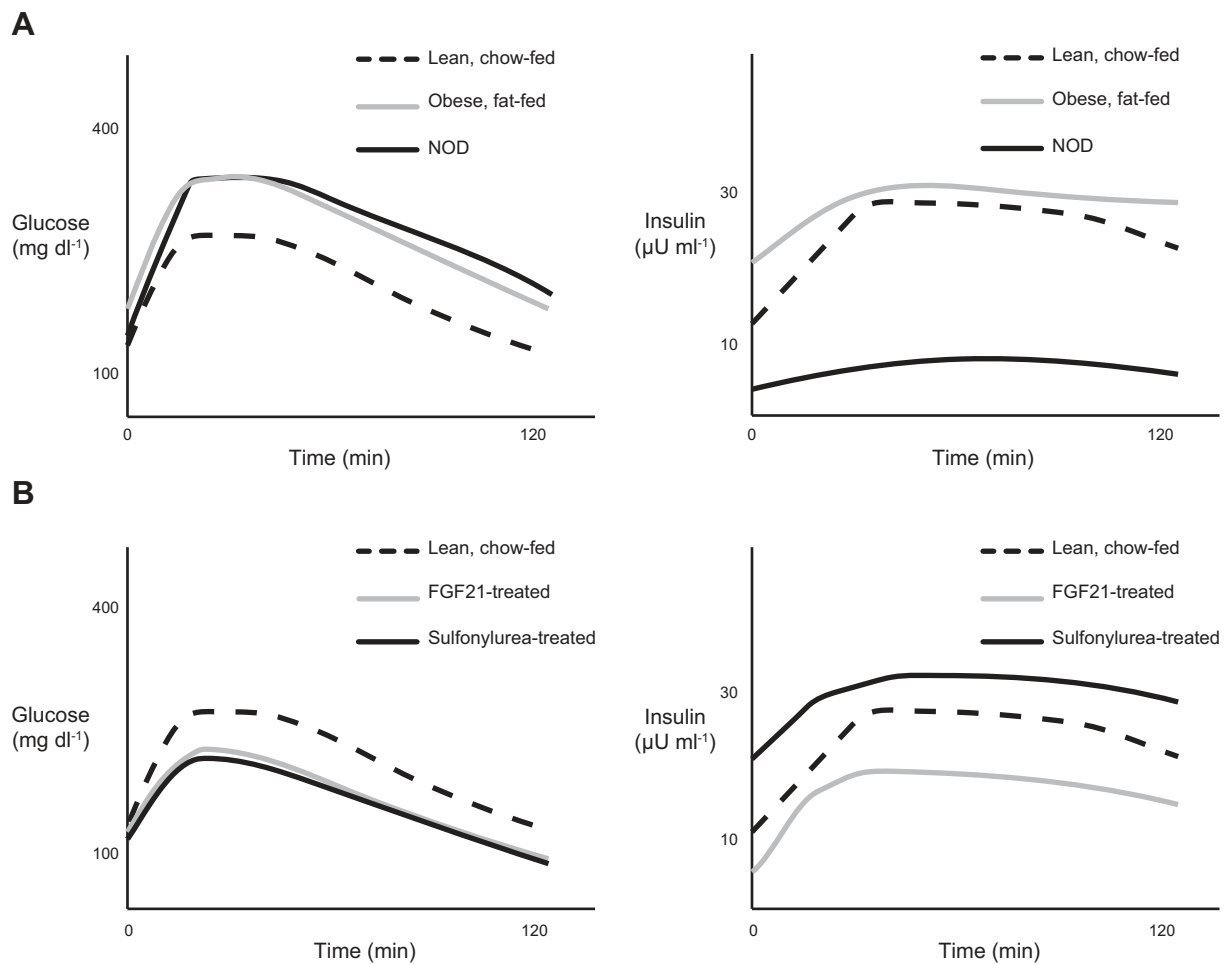 A
Lean, chow-fed
Obese, fat-fed
NOD
400
Glucose
(mg dl-1)
100
0
120
Time (min)
Lean, chow-fed
Obese, fat-fed
NOD
30
Insulin
(µU ml-1)
10
0
120
Time (min)
B
Lean, chow-fed
FGF21-treated
Sulfonylurea-treated
400
Glucose
(mg dl-1)
100
0
120
Time (min)
Lean, chow-fed
FGF21-treated
Sulfonylurea-treated
30
Insulin
(µU ml-1)
10
0
120
Time (min)